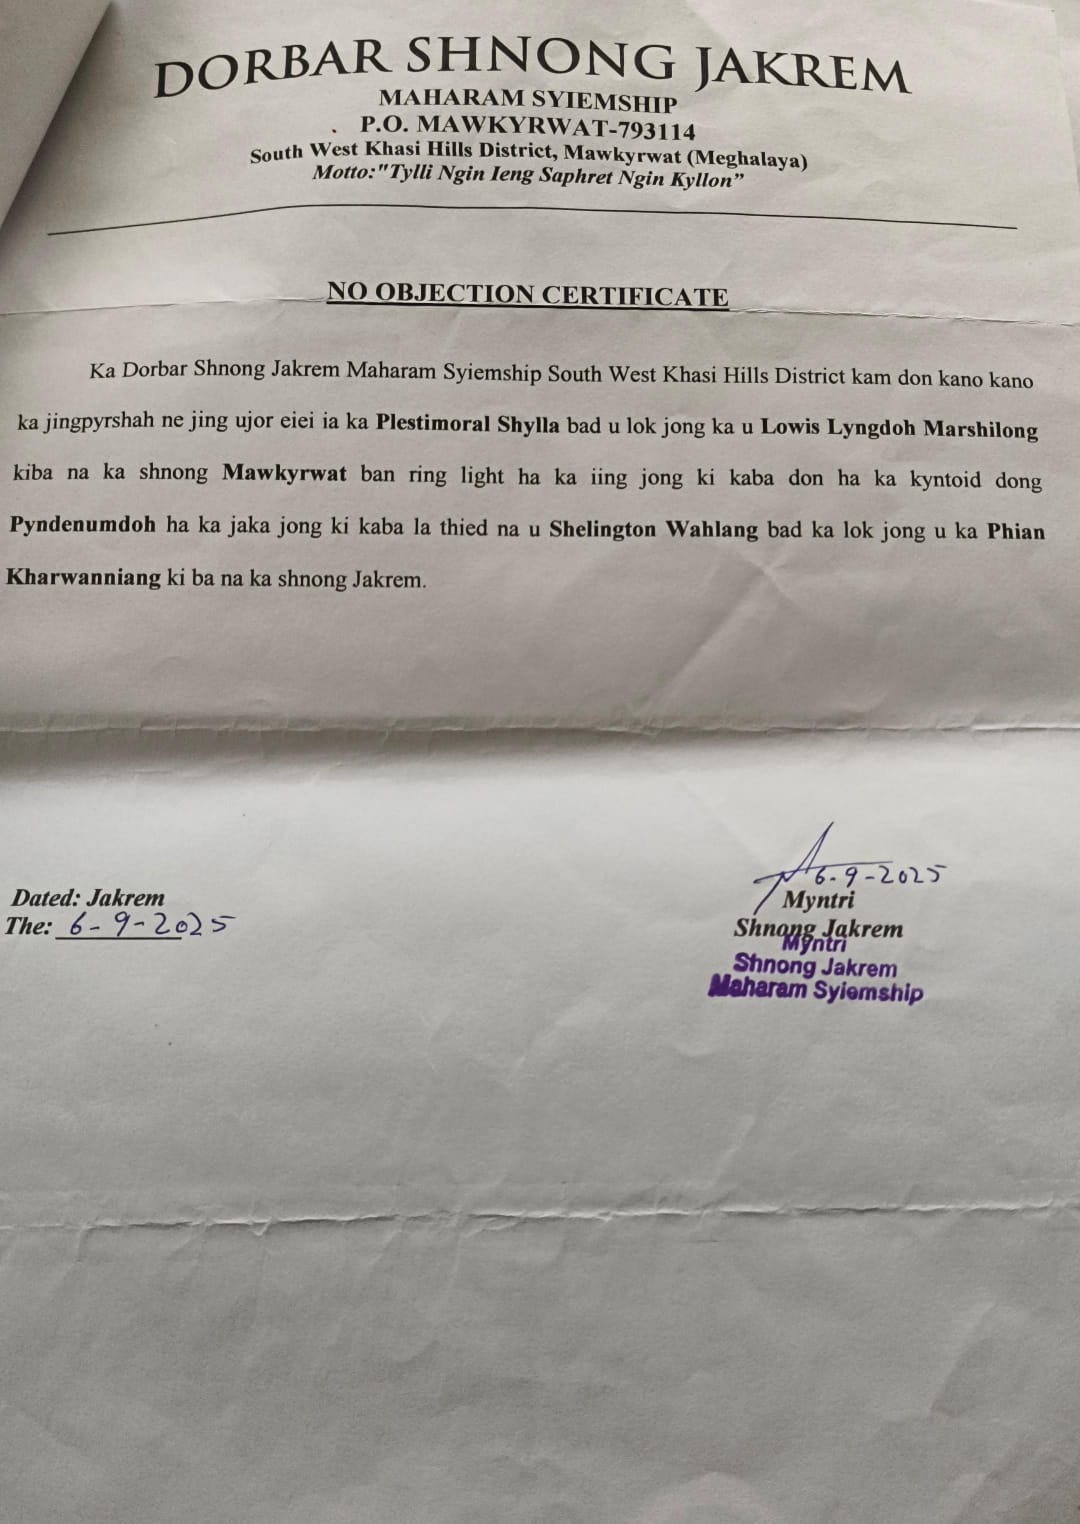 DORBAR SHNONG JAKREM
MAHARAM SYIEMSHIP
P.O. MAWKYRWAT-793114
South West Khasi Hills District, Mawkyrwat (Meghalaya)
Motto:"Tylli Ngin Ieng Saphret Ngin Kyllon”
NO OBJECTION CERTIFICATE
Ka Dorbar Shnong Jakrem Maharam Syiemship South West Khasi Hills District kam don kano kano
ka jingpyrshah ne jing ujor eiei ia ka Plestimoral Shylla bad u lok jong ka u Lowis Lyngdoh Marshilong
kiba na ka shnong Mawkyrwat ban ring light ha ka iing jong ki kaba don ha ka kyntoid dong
Pyndenumdoh ha ka jaka jong ki kaba la thied na u Shelington Wahlang bad ka lok jong u ka Phian
Kharwanniang ki ba na ka shnong Jakrem.
6-9-2025
Dated: Jakrem
The: 6-9-2025
Myntri
Shnong Jakrem
Myntri
Shnong Jakrem
Maharam Syiemship